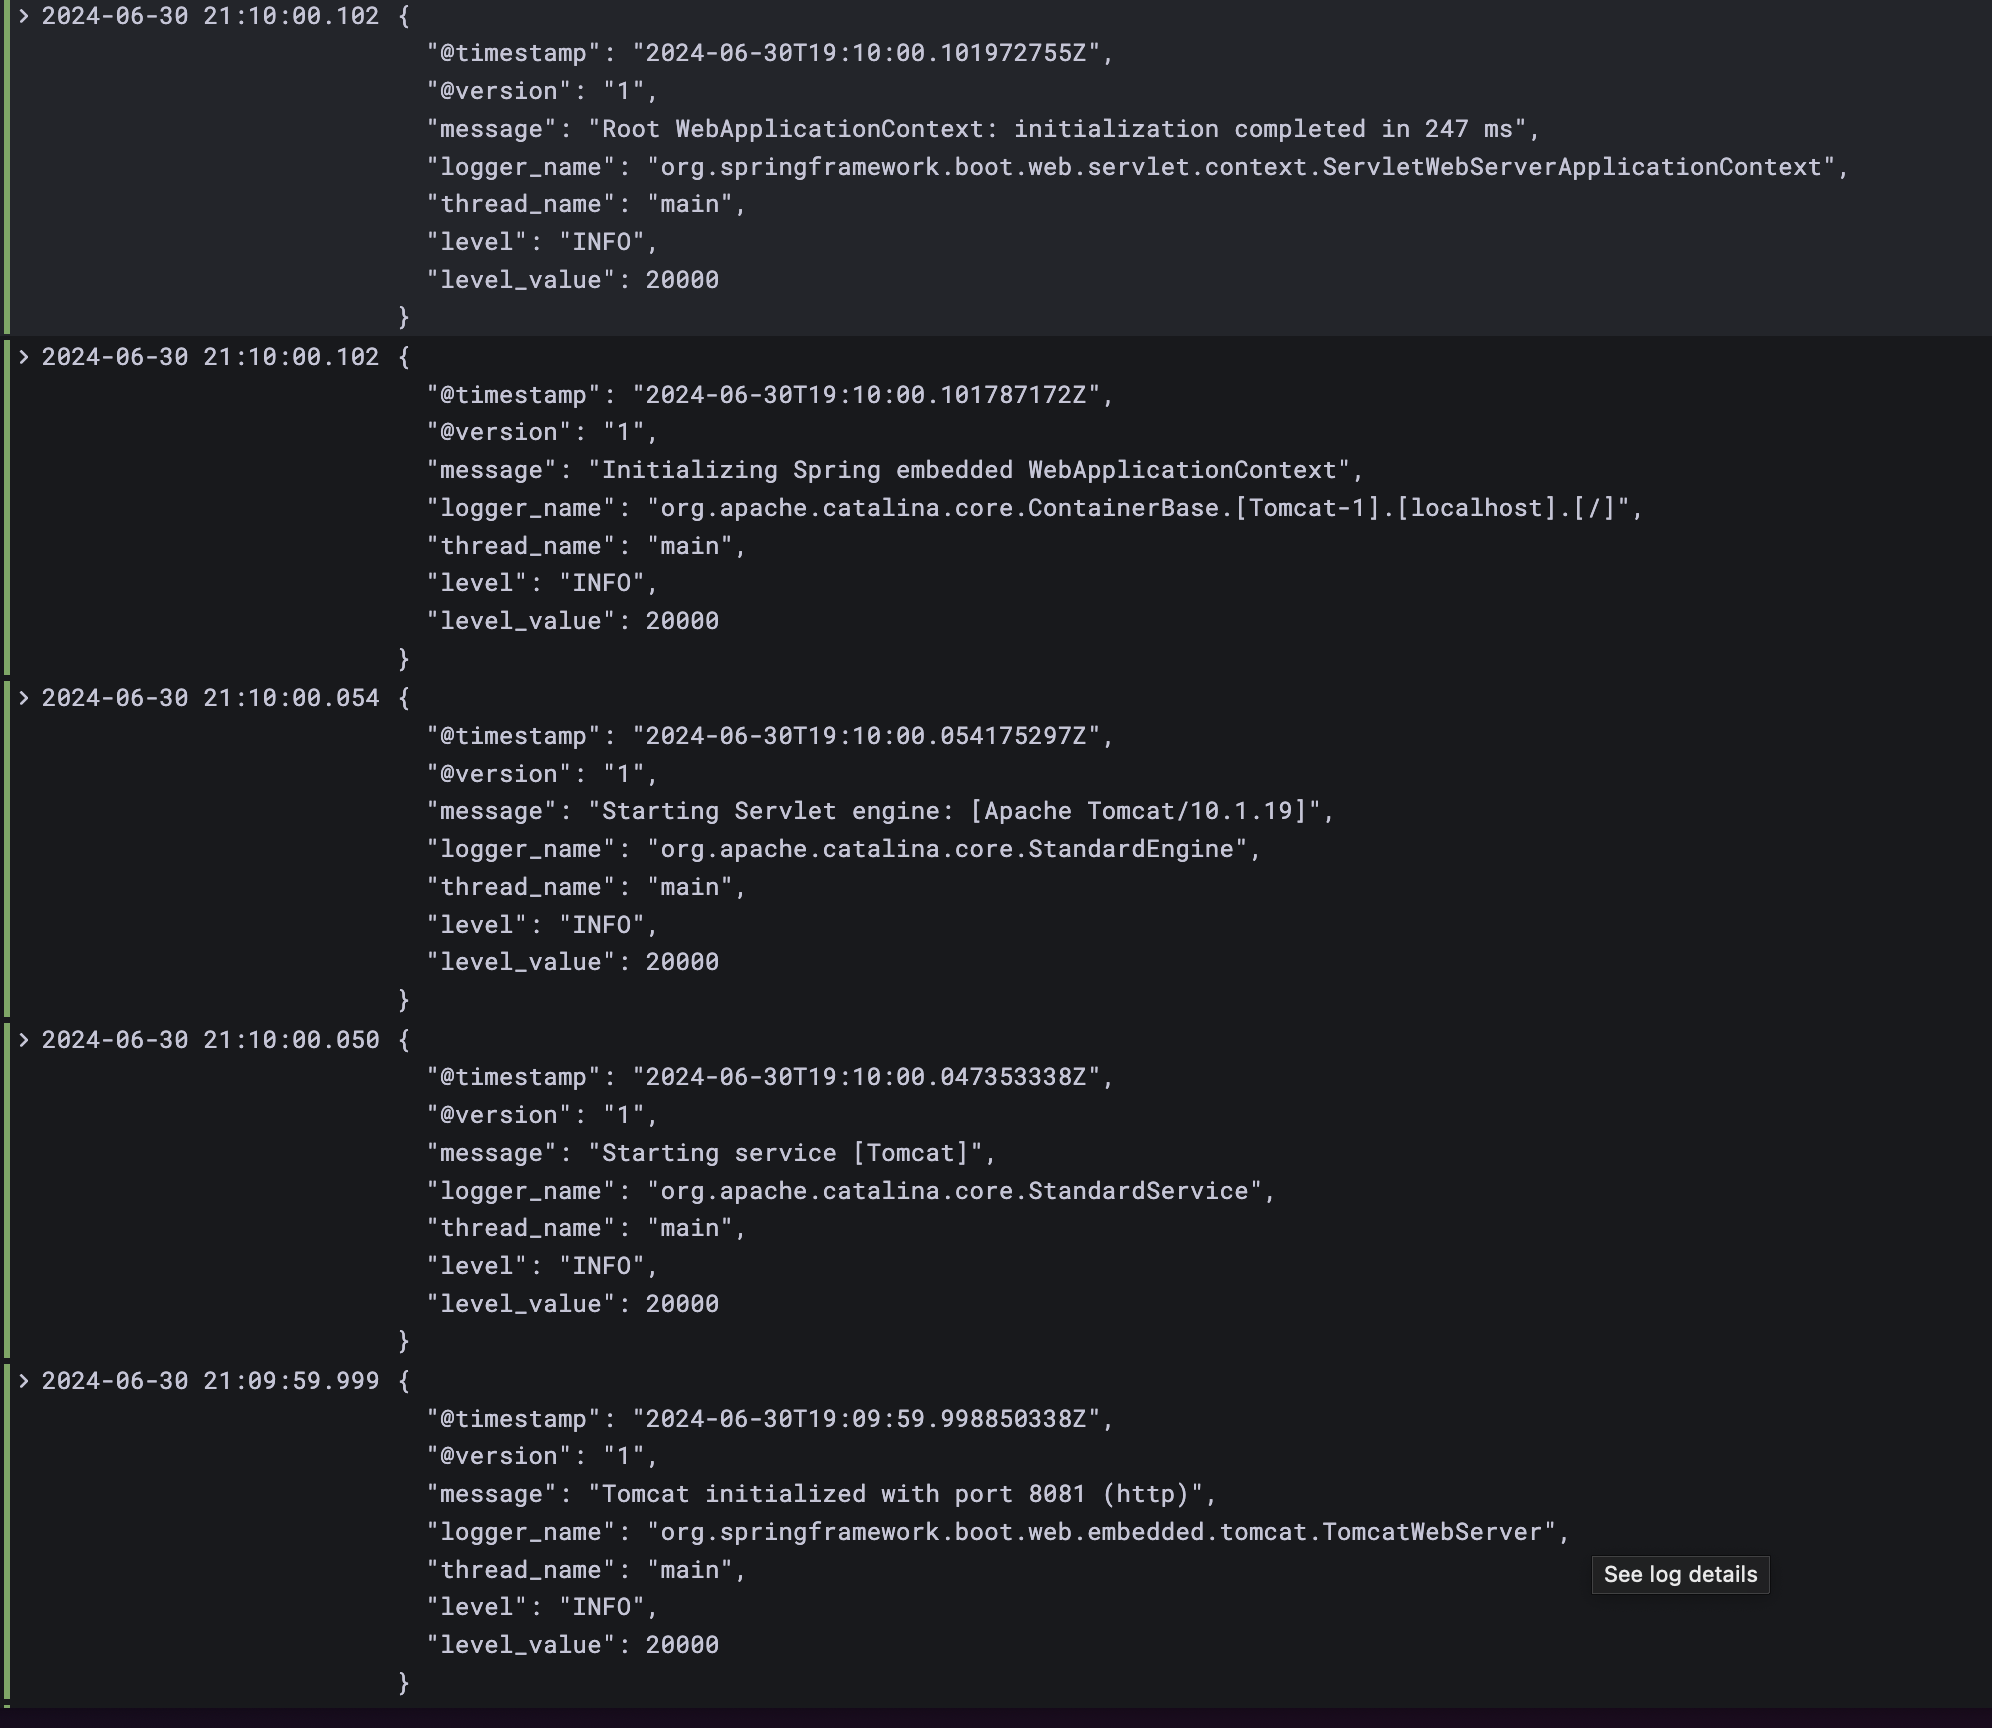 2024-06-30 21:10:00.102 {
"@timestamp": "2024-06-30T19:10:00.101972755Z",
"@version": "1",
"message": "Root WebApplicationContext: initialization completed in 247 ms",
"logger_name": "org.springframework.boot.web.servlet.context.ServletWebServerApplicationContext",
"thread_name": "main",
"level": "INFO",
"level_value": 20000
}
2024-06-30 21:10:00.102 {
"@timestamp": "2024-06-30T19:10:00.101787172Z",
"@version": "1",
"message": "Initializing Spring embedded WebApplicationContext",
"logger_name": "org.apache.catalina.core.ContainerBase.[Tomcat-1].[localhost].[/]",
"thread_name": "main",
"level": "INFO",
"level_value": 20000
}
2024-06-30 21:10:00.054 {
"@timestamp": "2024-06-30T19:10:00.054175297Z",
"@version": "1",
"message": "Starting Servlet engine: [Apache Tomcat/10.1.19]",
"logger_name": "org.apache.catalina.core.StandardEngine",
"thread_name": "main",
"level": "INFO",
"level_value": 20000
}
2024-06-30 21:10:00.050 {
"@timestamp": "2024-06-30T19:10:00.047353338Z",
"@version": "1",
"message": "Starting service [Tomcat]",
"logger_name": "org.apache.catalina.core.StandardService",
"thread_name": "main",
"level": "INFO",
"level_value": 20000
}
2024-06-30 21:09:59.999 {
"@timestamp": "2024-06-30T19:09:59.998850338Z",
"@version": "1",
"message": "Tomcat initialized with port 8081 (http)",
"logger_name": "org.springframework.boot.web.embedded.tomcat.TomcatWebServer",
"thread_name": "main",
See log details
"level": "INFO",
"level_value": 20000
}